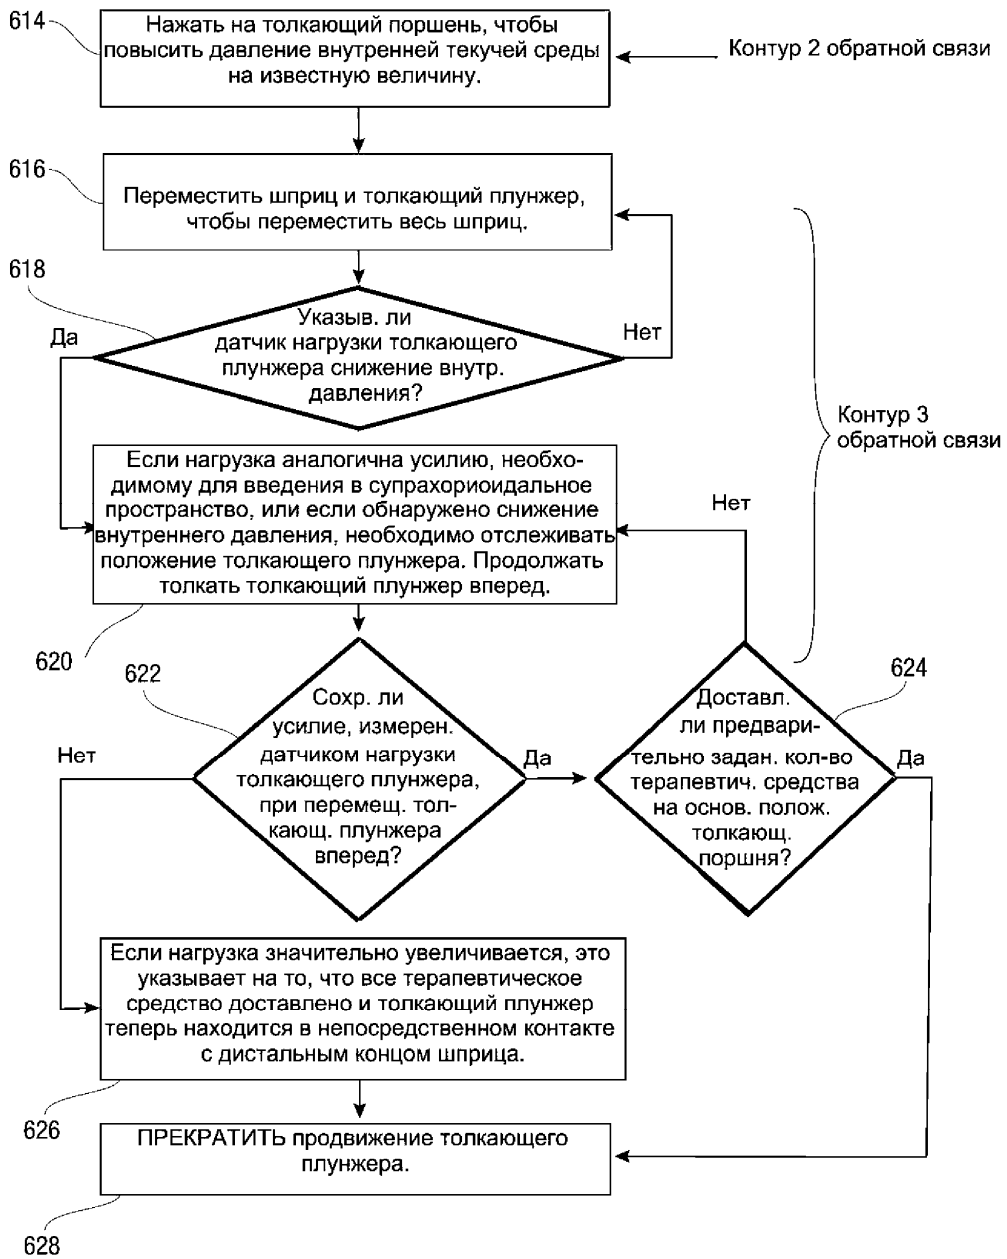 614
Нажать на толкающий поршень, чтобы
повысить давление внутренней текучей среды
на известную величину.
Контур 2 обратной связи
616
Переместить шприц и толкающий плунжер,
чтобы переместить весь шприц.
618
Да
Указыв. ли
датчик нагрузки толкающего
плунжера снижение внутр.
давления?
Нет
Контур 3
обратной связи
Если нагрузка аналогична усилию, необхо-
димому для введения в супрахориоидальное
пространство, или если обнаружено снижение
внутреннего давления, необходимо отслеживать
положение толкающего плунжера. Продолжать
толкать толкающий плунжер вперед.
Нет
620
622
624
Нет
Сохр. ли
усилие, измерен.
датчиком нагрузки
толкающего плунжера,
при перемещ. тол-
кающ. плунжера
вперед?
Да
Доставл.
ли предвари-
тельно задан. кол-во
терапевтич. средства
на основ. полож.
толкающ.
поршня?
Да
Если нагрузка значительно увеличивается, это
указывает на то, что все терапевтическое
средство доставлено и толкающий плунжер
теперь находится в непосредственном контакте
с дистальным концом шприца.
626
ПРЕКРАТИТЬ продвижение толкающего
плунжера.
628